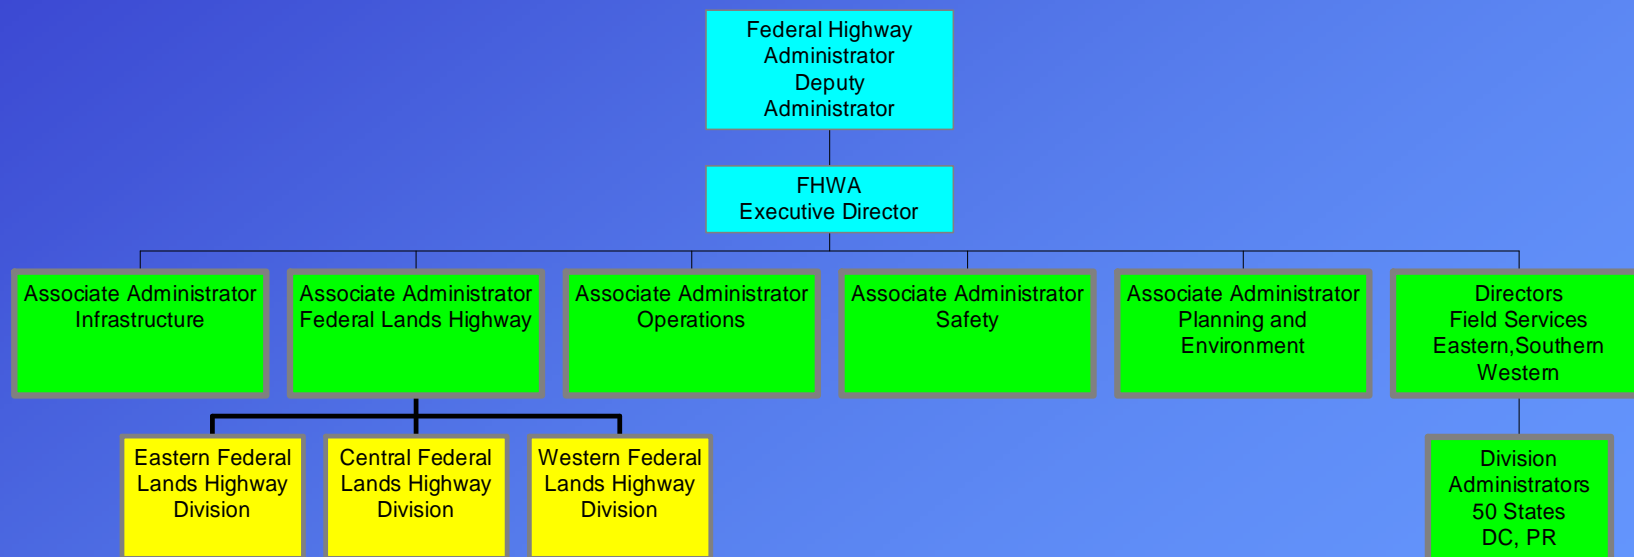 Federal Highway
Administrator
Deputy
Administrator
FHWA
Executive Director
Associate Administrator
Infrastructure
Associate Administrator
Federal Lands Highway
Associate Administrator
Operations
Associate Administrator
Safety
Associate Administrator
Planning and
Environment
Directors
Field Services
Eastern,Southern
Western
Eastern Federal
Lands Highway
Division
Central Federal
Lands Highway
Division
Western Federal
Lands Highway
Division
Division
Administrators
50 States
DC, PR